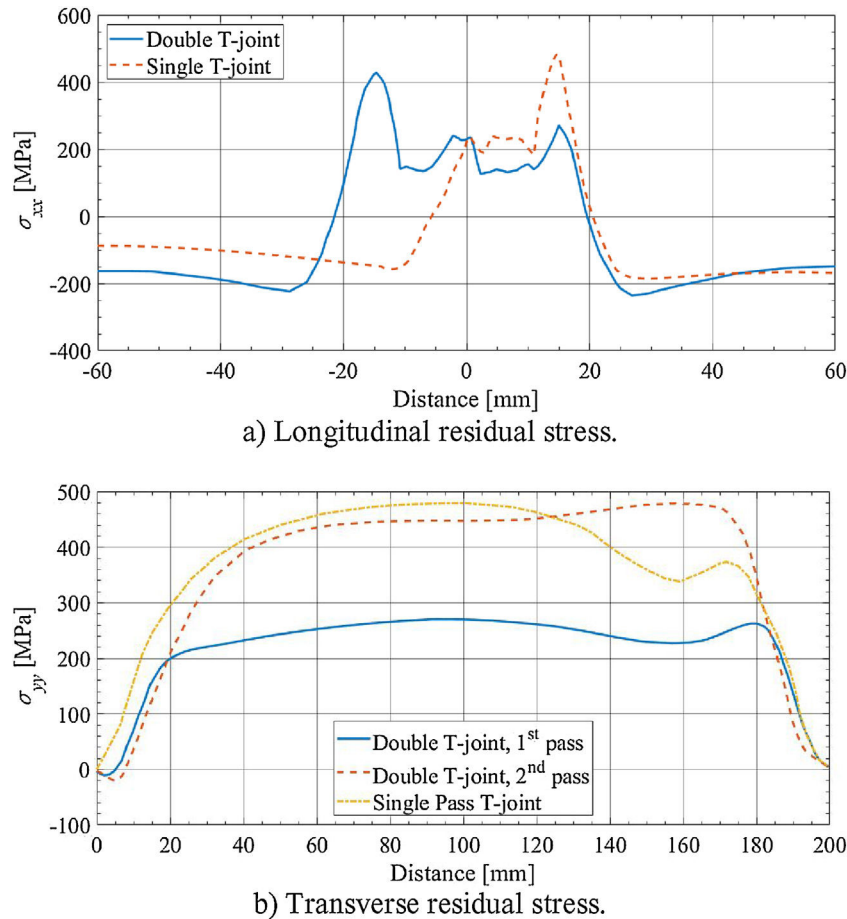 600
400
200
0
-200
-400
σxx [MPa]
Double T-joint
Single T-joint
-60
-40
-20
0
20
40
60
Distance [mm]
a) Longitudinal residual stress.
500
400
300
200
100
0
-100
σyy [MPa]
Double T-joint, 1st pass
Double T-joint, 2nd pass
Single Pass T-joint
0
20
40
60
80
100
120
140
160
180
200
Distance [mm]
b) Transverse residual stress.